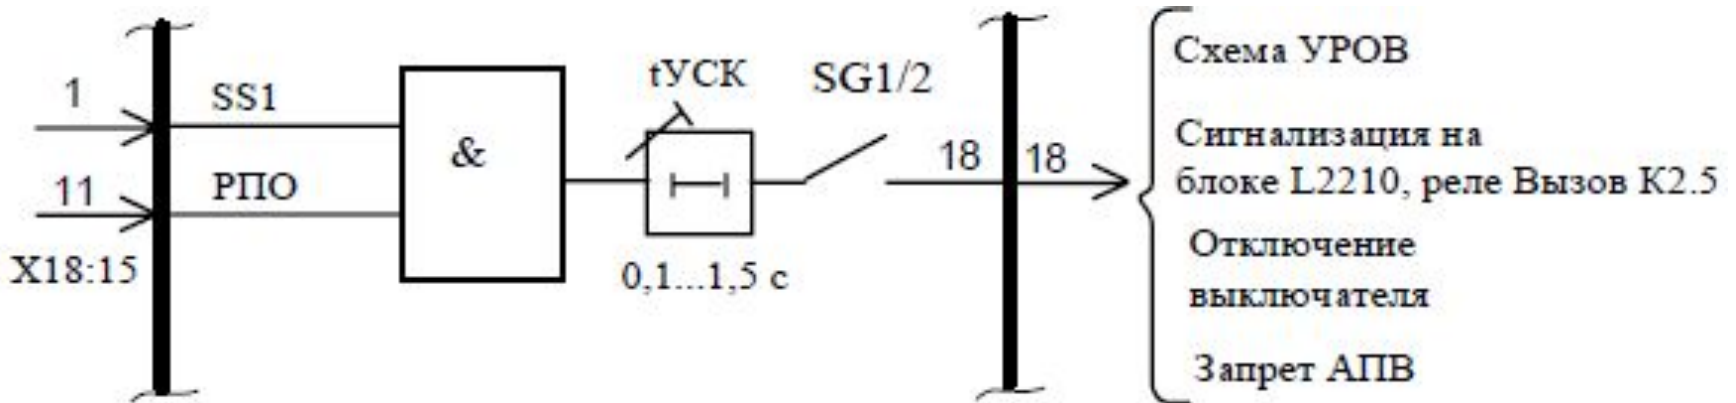 1
SS1
11
РПО
X18:15
&
tУСК
0,1...1,5 с
SG1/2
18
18
Схема УРОВ
Сигнализация на
блоке L2210, реле Вызов К2.5
Отключение
выключателя
Запрет АПВ